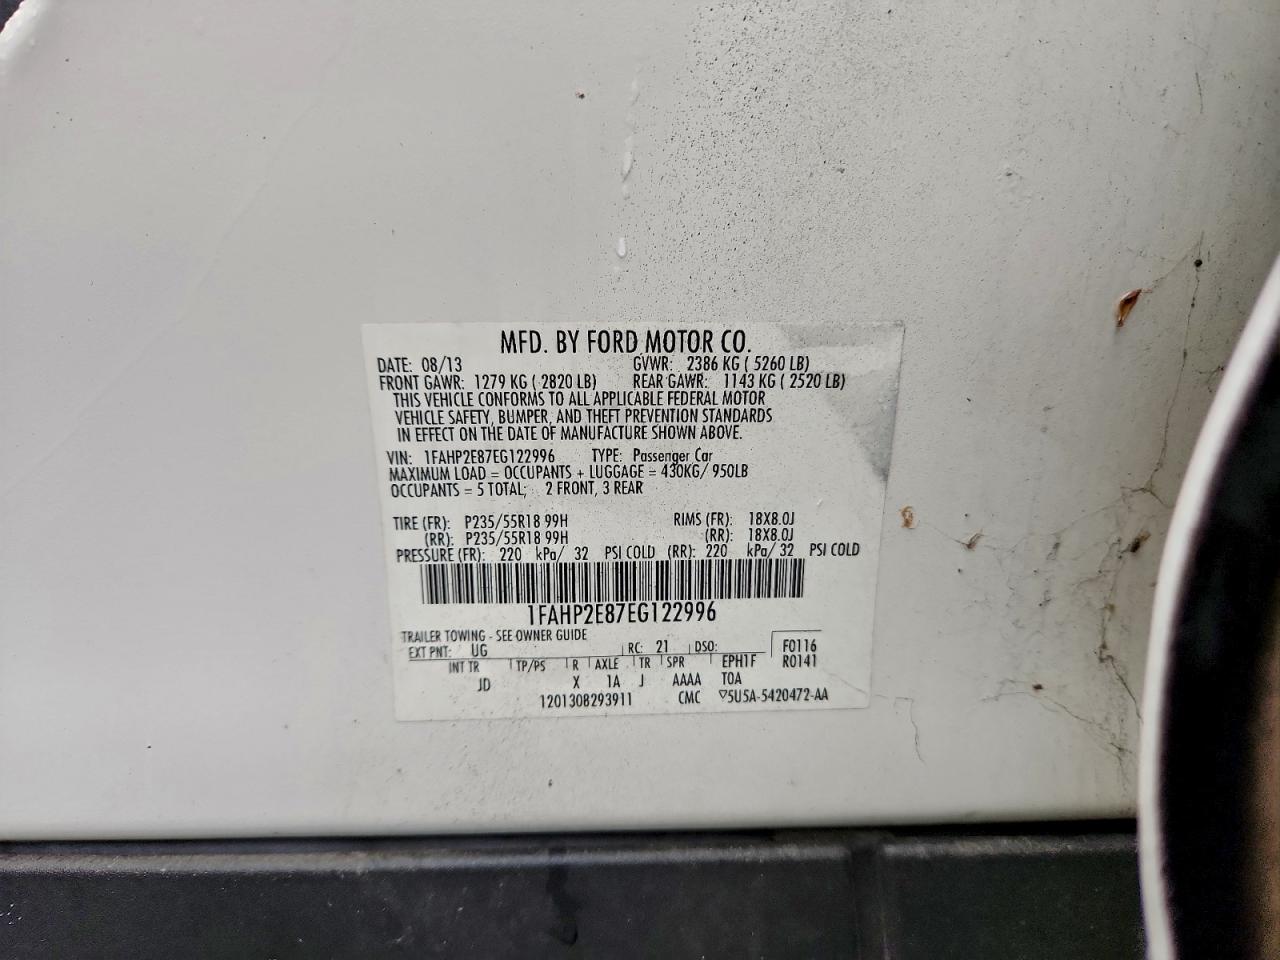 MFD. BY FORD MOTOR CO.
DATE: 08/13 GVWR: 2386 KG ( 5260 LB)
FRONT GAWR: 1279 KG ( 2820 LB) REAR GAWR: 1143 KG ( 2520 LB)
THIS VEHICLE CONFORMS TO ALL APPLICABLE FEDERAL MOTOR
VEHICLE SAFETY, BUMPER, AND THEFT PREVENTION STANDARDS
IN EFFECT ON THE DATE OF MANUFACTURE SHOWN ABOVE.
VIN: 1FAHP2E87EG122996 TYPE: Passenger Car
MAXIMUM LOAD = OCCUPANTS + LUGGAGE = 430KG/ 950LB
OCCUPANTS = 5 TOTAL; 2 FRONT, 3 REAR
TIRE (FR): P235/55R18 99H RIMS (FR): 18X8.0J
(RR): P235/55R18 99H (RR): 18X8.0J
PRESSURE (FR): 220 kPa/ 32 PSI COLD (RR): 220 kPa/ 32 PSI COLD
1FAHP2E87EG122996
TRAILER TOWING - SEE OWNER GUIDE
EXT PNT: UG RC: 21 DSO: F0116
INT TR TP/PS R AXLE TR SPR EPH1F R0141
JD X 1A J AAAA TOA
1201308293911 CMC ▽5U5A-5420472-AA